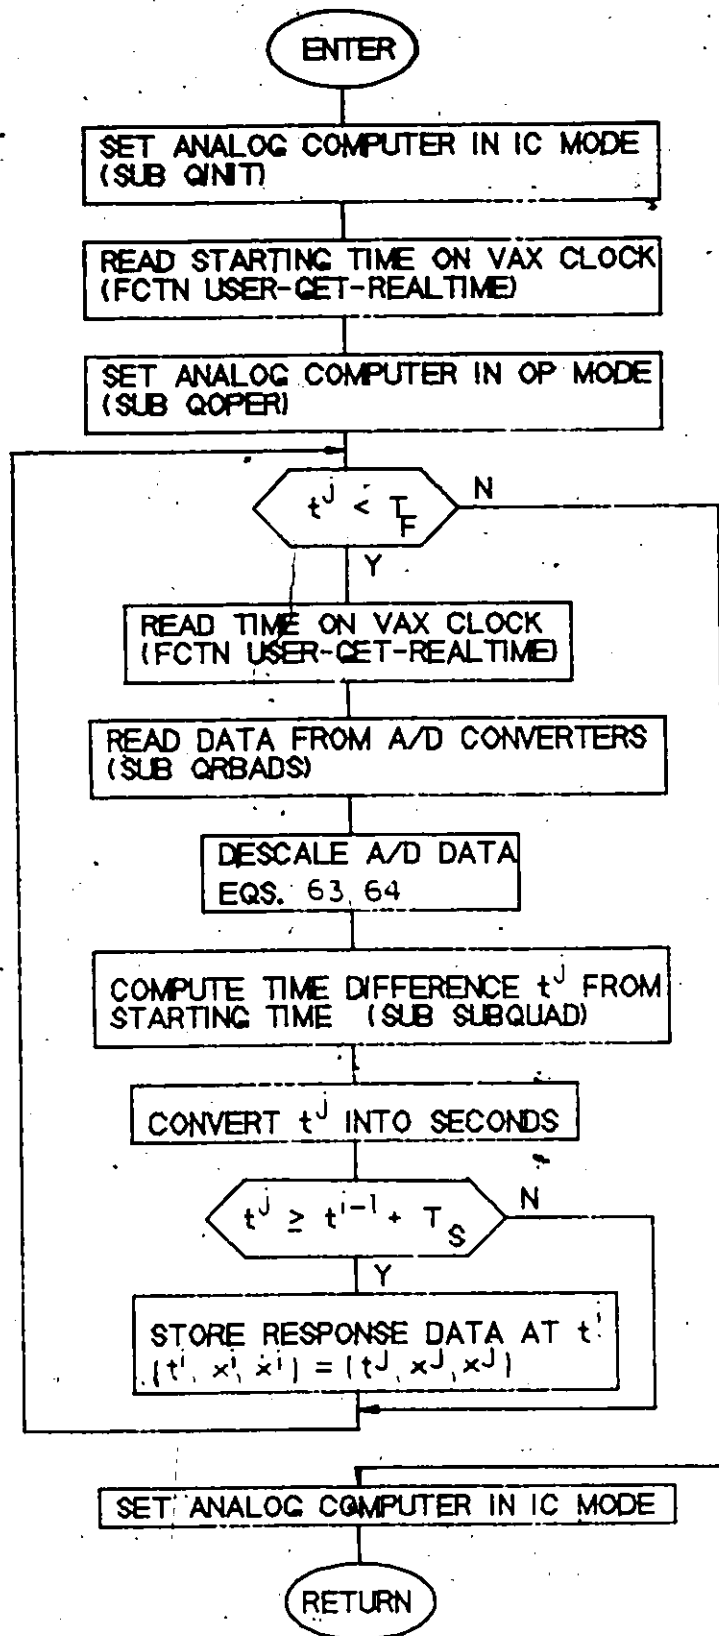 ENTER
SET ANALOG COMPUTER IN IC MODE
(SUB QINIT)
READ STARTING TIME ON VAX CLOCK
(FCTN USER-GET-REALTIME)
SET ANALOG COMPUTER IN OP MODE
(SUB QOPER)
t^j < T_F
N
Y
READ TIME ON VAX CLOCK
(FCTN USER-GET-REALTIME)
READ DATA FROM A/D CONVERTERS
(SUB QRBADS)
DESCALE A/D DATA
EQS. 63, 64
COMPUTE TIME DIFFERENCE t^j FROM
STARTING TIME (SUB SUBQUAD)
CONVERT t^j INTO SECONDS
t^j ≥ t^{i-1} + T_S
N
Y
STORE RESPONSE DATA AT t^i
(t^i, x^i, ẋ^i) = (t^j, x^j, x^j)
SET ANALOG COMPUTER IN IC MODE
RETURN